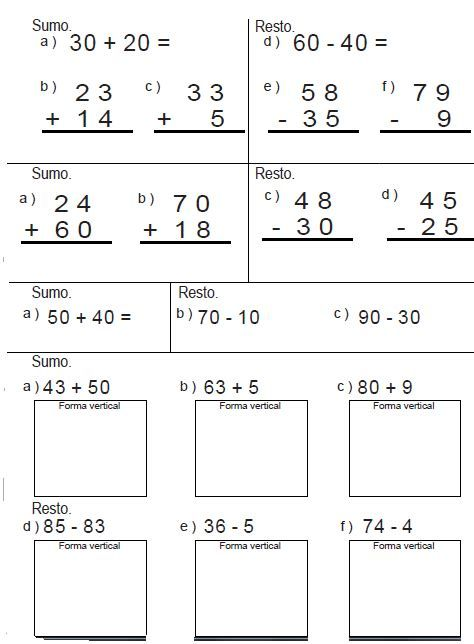 Sumo.
a) 30 + 20 =
b) 23
+ 14
c) 33
+ 5
Resto.
d) 60 - 40 =
e) 58
- 35
f) 79
- 9
Sumo.
a) 24
+ 60
b) 70
+ 18
Resto.
c) 48
- 30
d) 45
- 25
Sumo.
a) 50 + 40 =
Resto.
b) 70 - 10
c) 90 - 30
Sumo.
a) 43 + 50
Forma vertical
b) 63 + 5
Forma vertical
c) 80 + 9
Forma vertical
Resto.
d) 85 - 83
Forma vertical
e) 36 - 5
Forma vertical
f) 74 - 4
Forma vertical